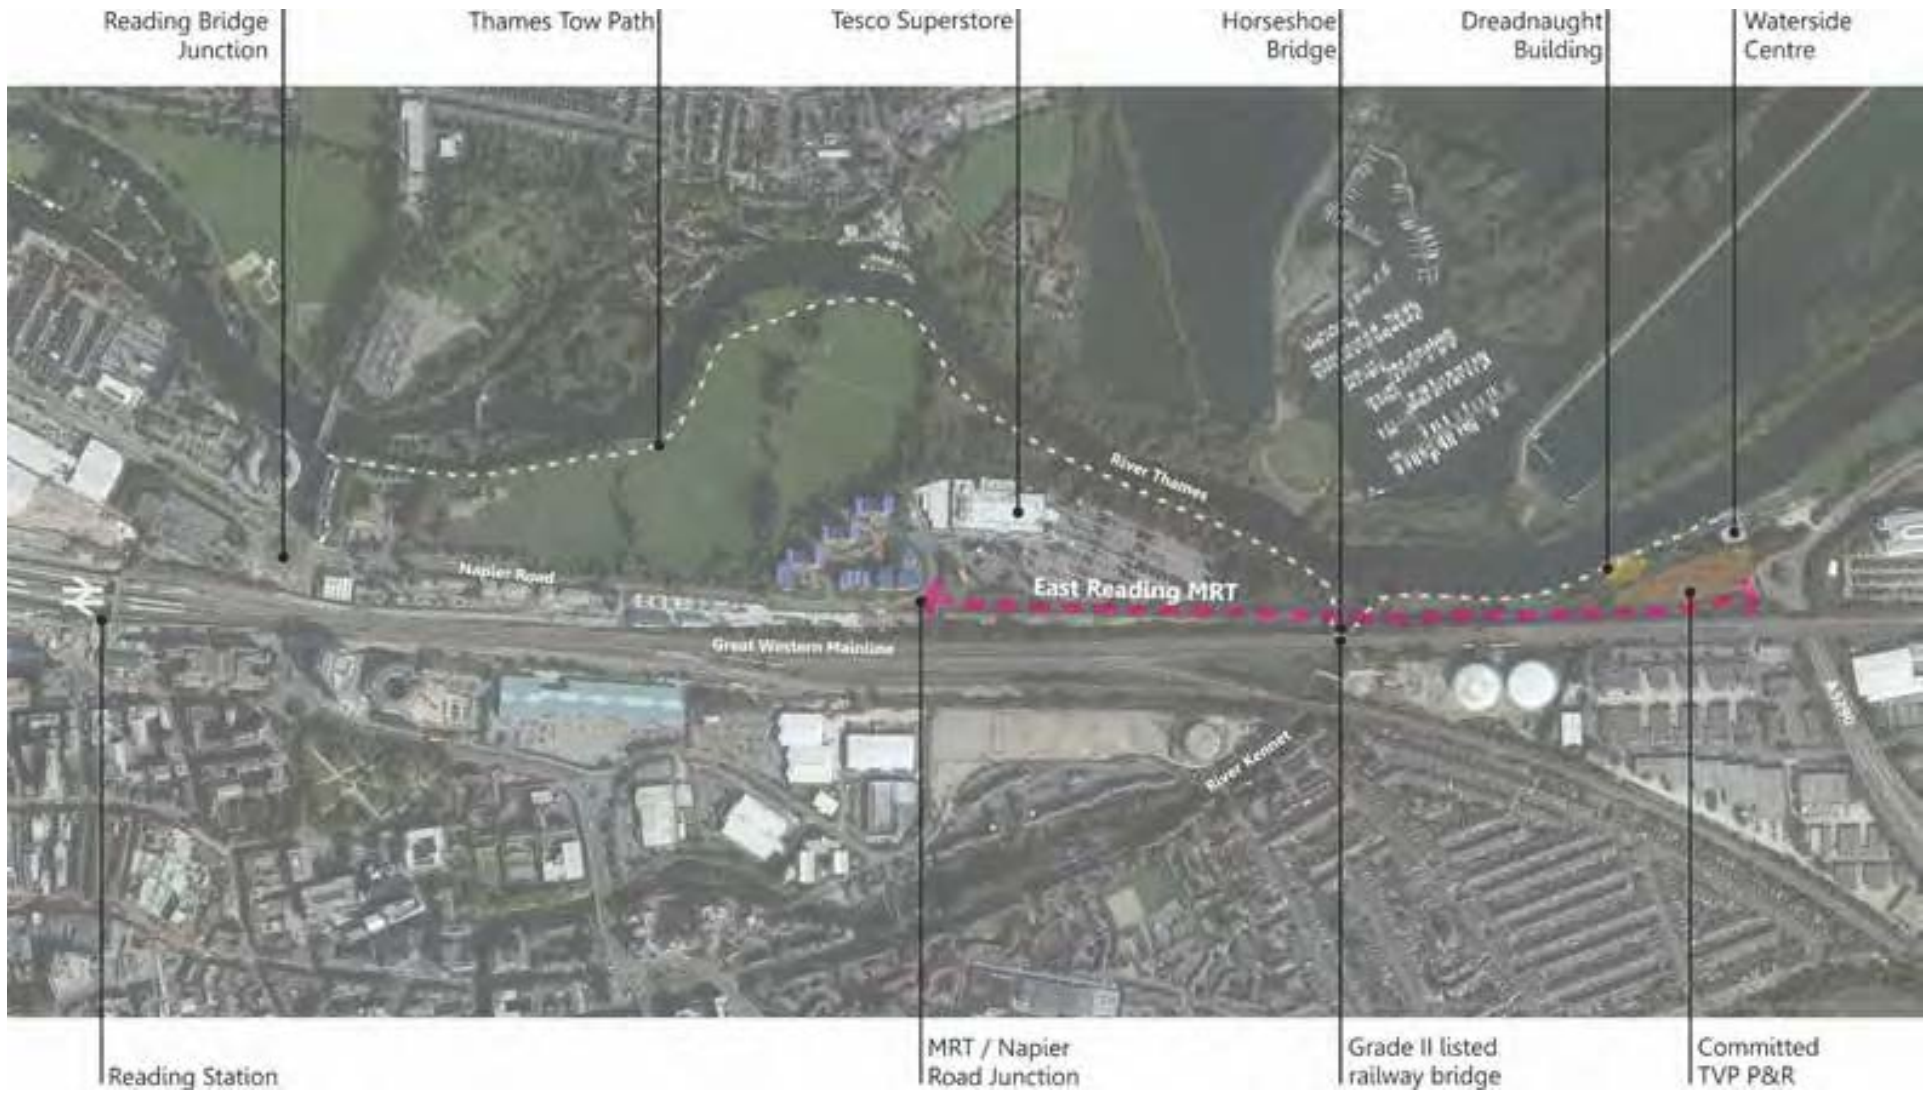 Reading Bridge
Junction
Thames Tow Path
Tesco Superstore
Horseshoe
Bridge
Dreadnaught
Building
Waterside
Centre
River Thames
Napier Road
East Reading MRT
Great Western Mainline
River Kennet
Reading Station
MRT / Napier
Road Junction
Grade II listed
railway bridge
Committed
TVP P&R